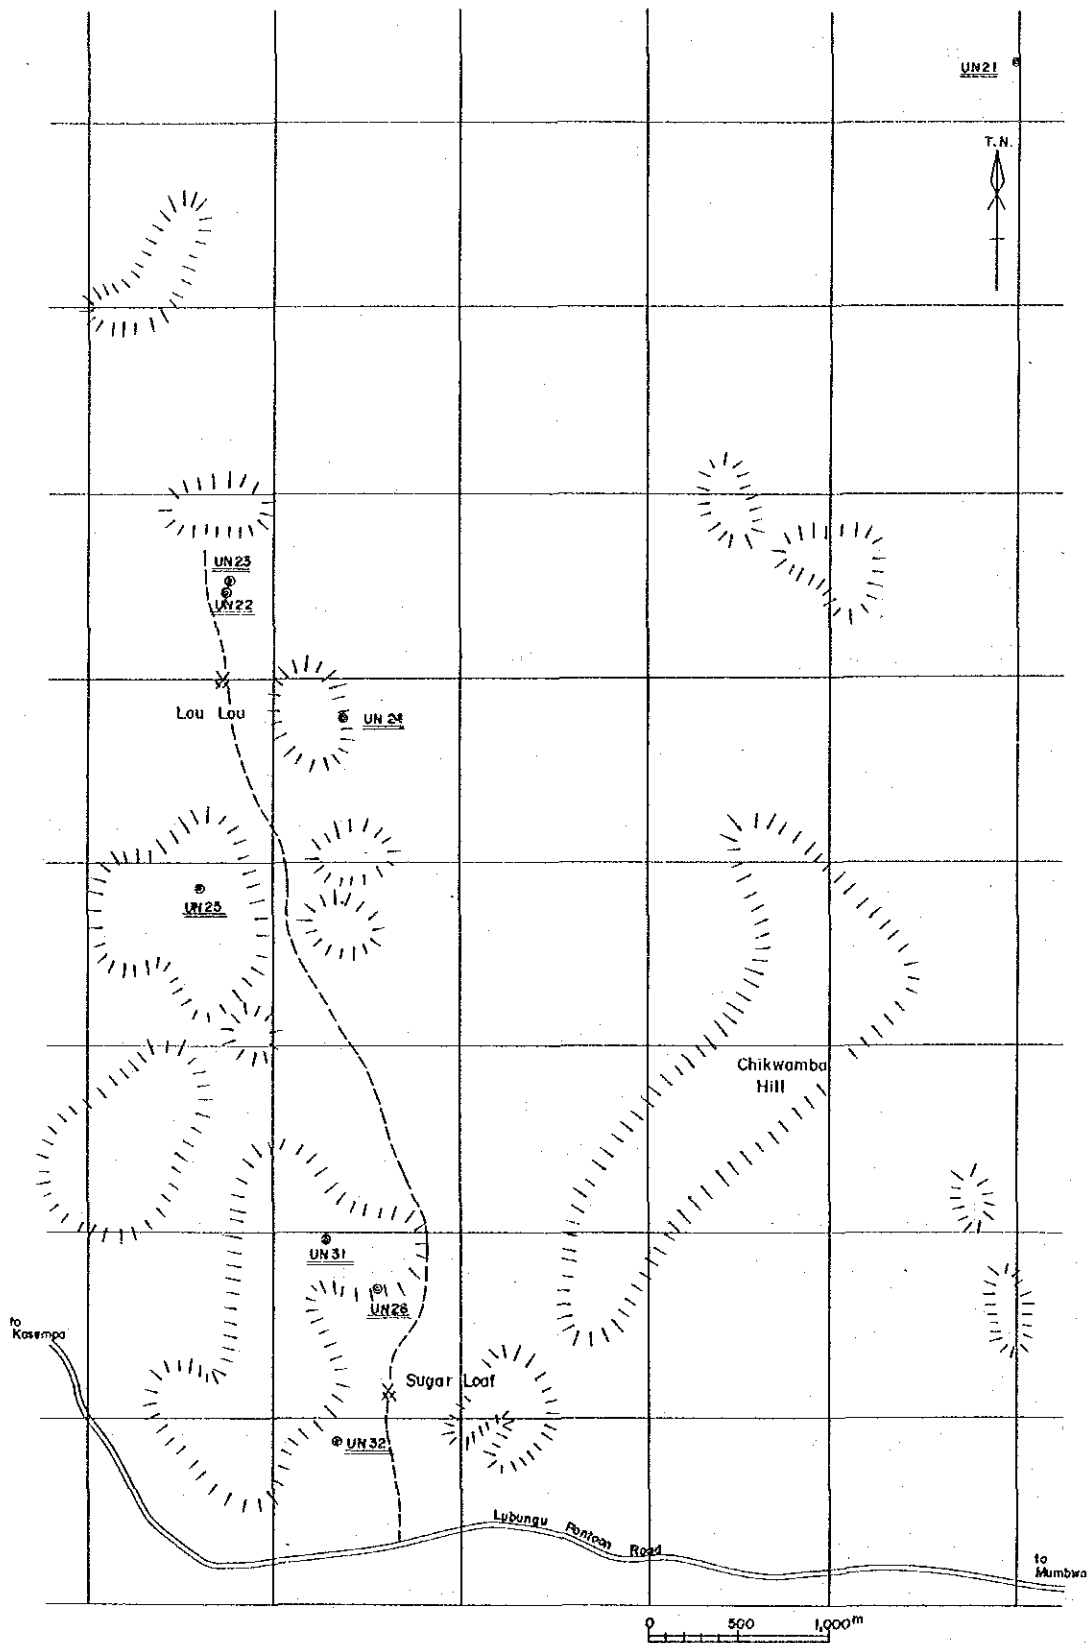 UN21
T.N.
UN23
UN22
Lou Lou
UN 24
UN25
Chikwamba
Hill
UN31
UN26
to
Kasempa
Sugar Loaf
UN32
Lubungu Pontoon Road
to
Mumbwa
0 500 1,000m